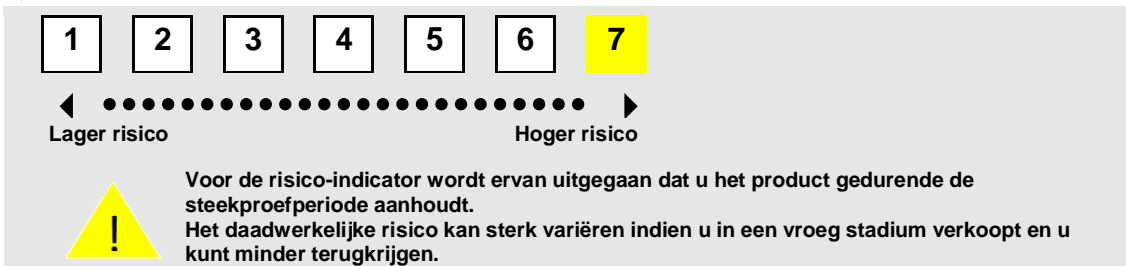 1 2 3 4 5 6 7
Lager risico Hoger risico
!
Voor de risico-indicator wordt ervan uitgegaan dat u het product gedurende de
steekproefperiode aanhoudt.
Het daadwerkelijke risico kan sterk variëren indien u in een vroeg stadium verkoopt en u
kunt minder terugkrijgen.